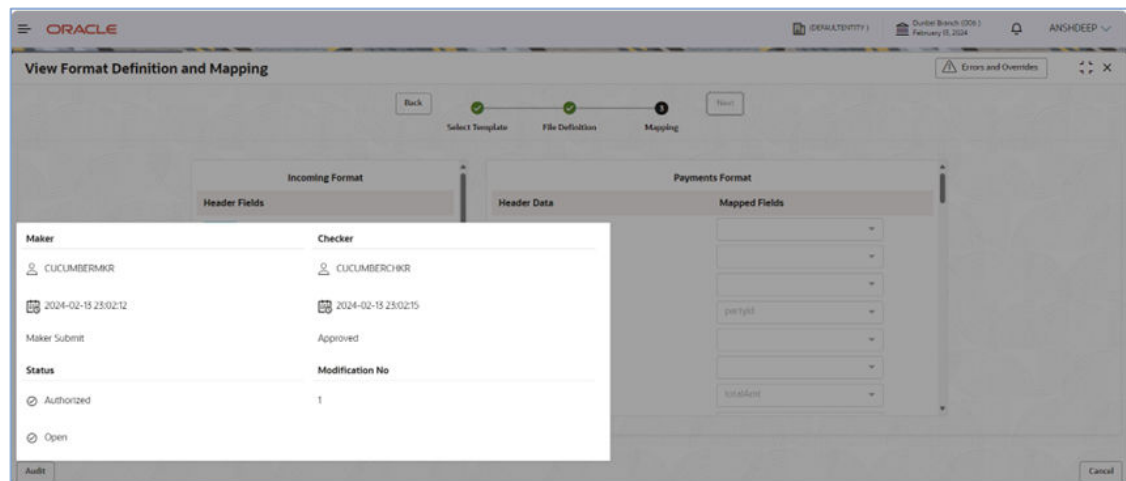 ORACLE
(DEFAULTENTITY)
Dunbel Branch (006)
February 15, 2024
ANSHDEEP
View Format Definition and Mapping
Errors and Overrides
Back
3
Next
Select Template
File Definition
Mapping
Incoming Format
Payments Format
Header Fields
Header Data
Mapped Fields
Maker
Checker
CUCUMBERMKR
CUCUMBERCHKR
2024-02-13 23:02:12
2024-02-13 23:02:15
partyId
Maker Submit
Approved
Status
Modification No
totalAmt
Authorized
1
Open
Audit
Cancel